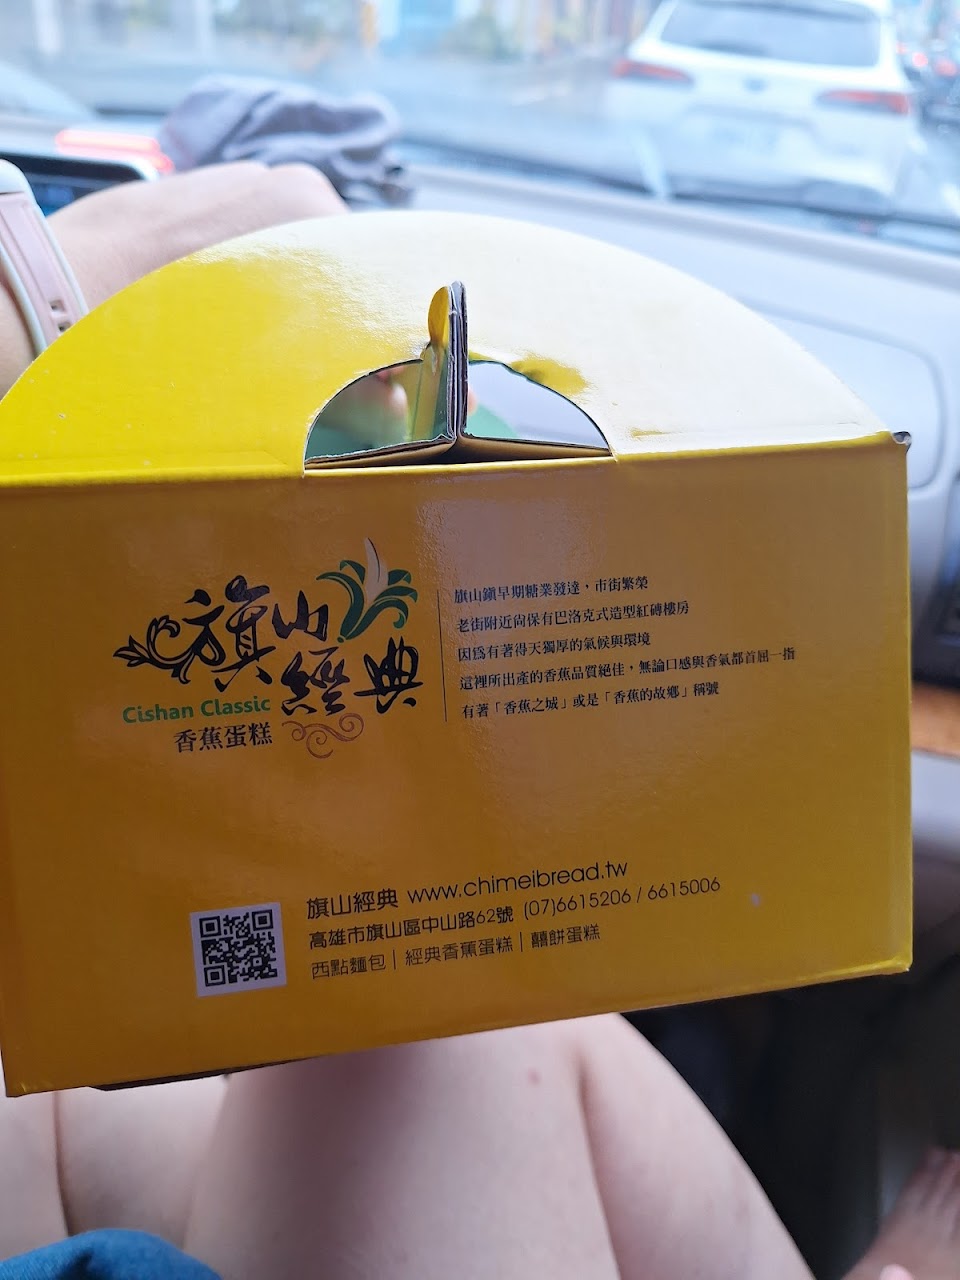 旗山經典
Cishan Classic
香蕉蛋糕
旗山鎮早期糖業發達，市街繁榮
老街附近尚保有巴洛克式造型紅磚樓房
因為有著得天獨厚的氣候與環境
這裡所出產的香蕉品質絕佳，無論口感與香氣都首屈一指
有著「香蕉之城」或是「香蕉的故鄉」稱號
旗山經典 www.chimeibread.tw
高雄市旗山區中山路62號 (07)6615206 / 6615006
西點麵包｜經典香蕉蛋糕｜囍餅蛋糕